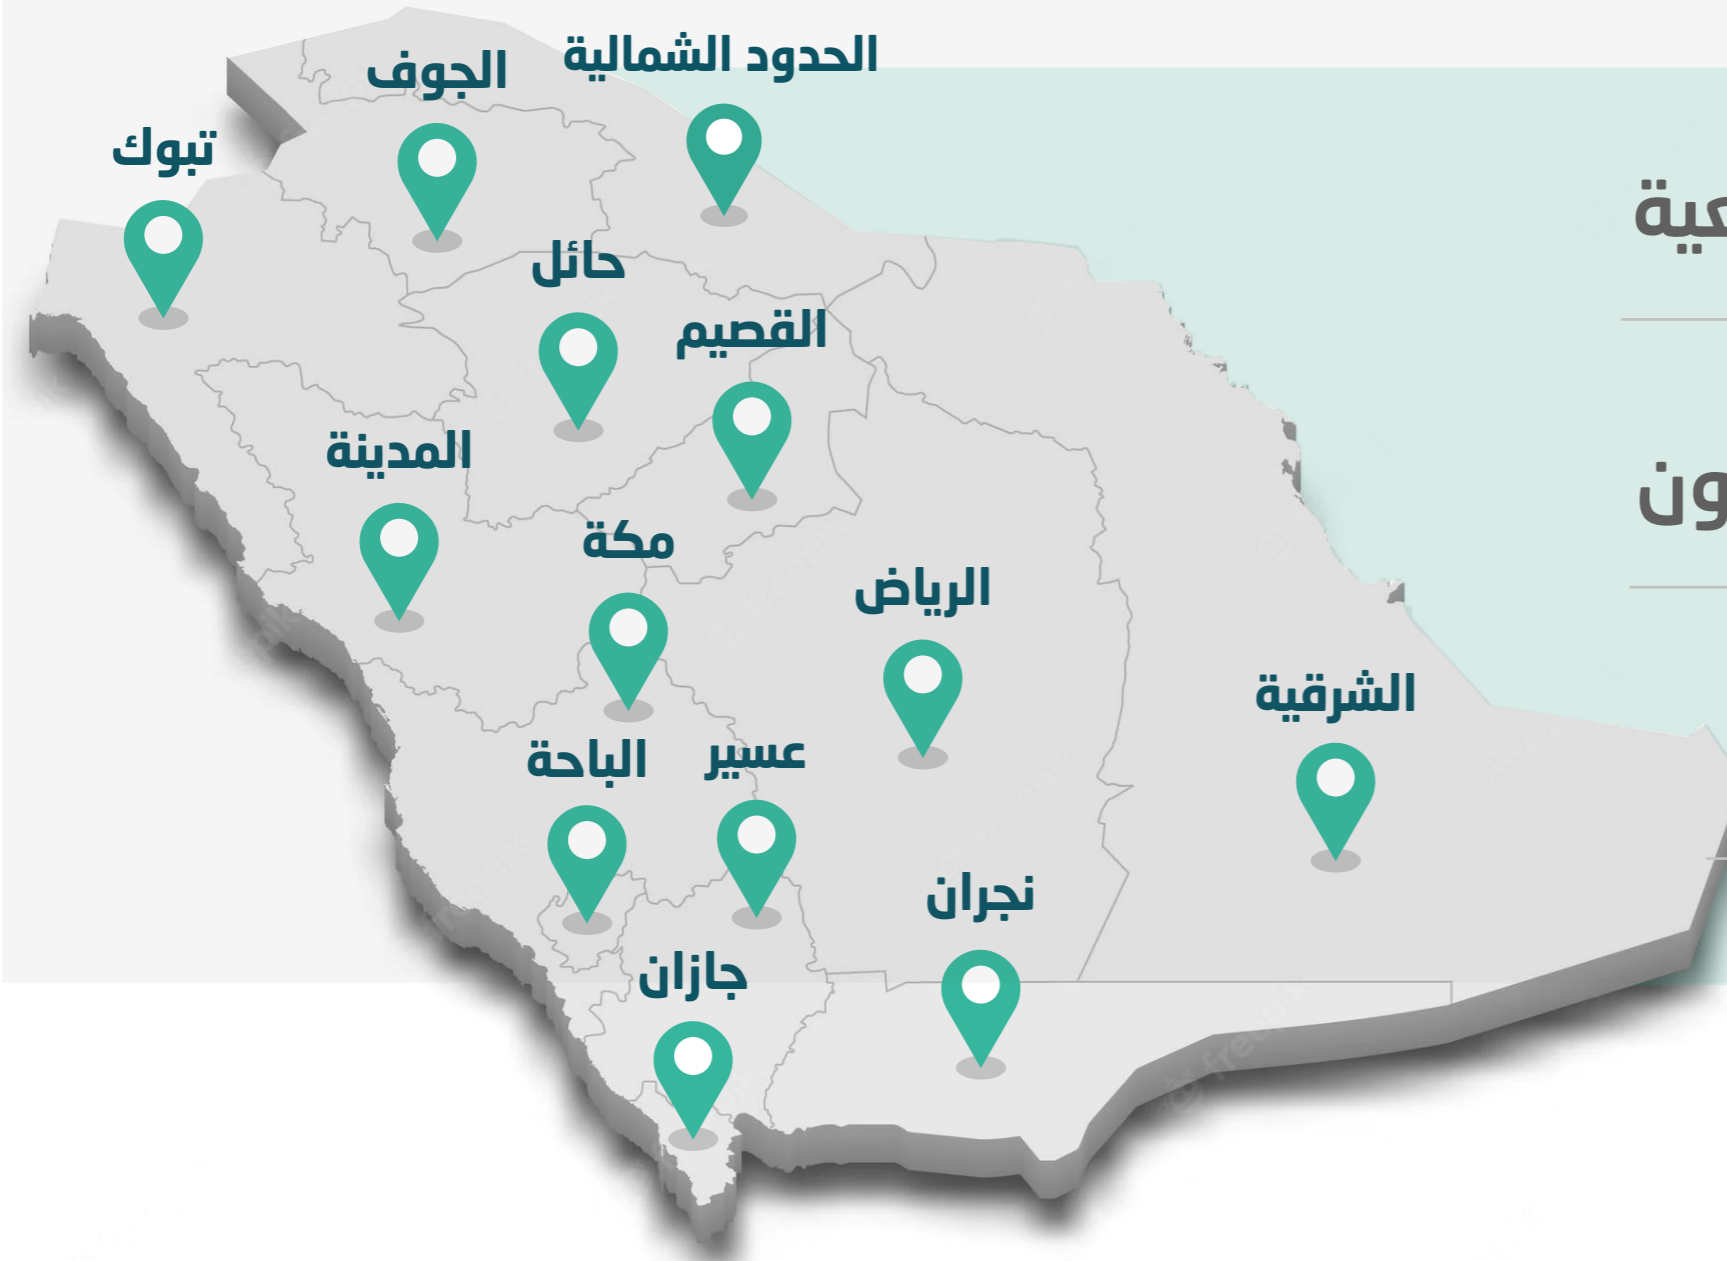 الحدود الشمالية
الجوف
تبوك
حائل
القصيم
المدينة
مكة
الرياض
الشرقية
عسير
الباحة
نجران
جازان